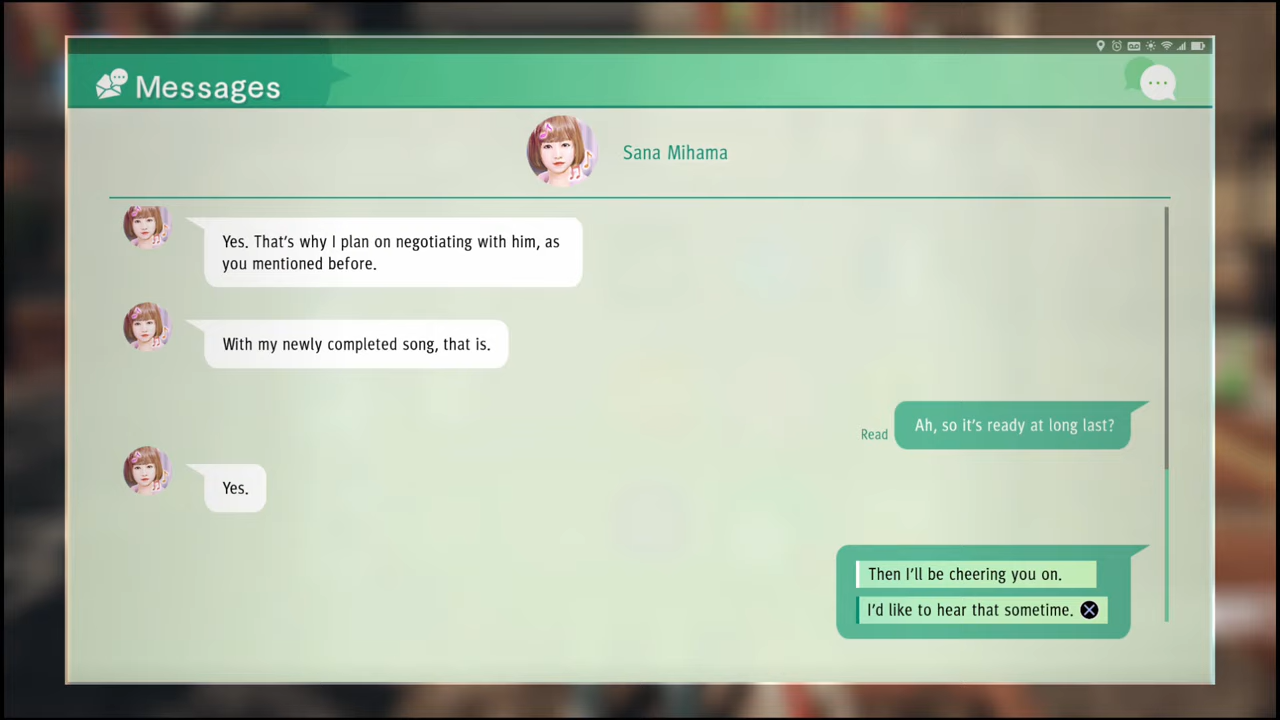 Messages
Sana Mihama
Yes. That's why I plan on negotiating with him, as
you mentioned before.
With my newly completed song, that is.
Ah, so it's ready at long last?
Read
Yes.
Then I'll be cheering you on.
I'd like to hear that sometime.